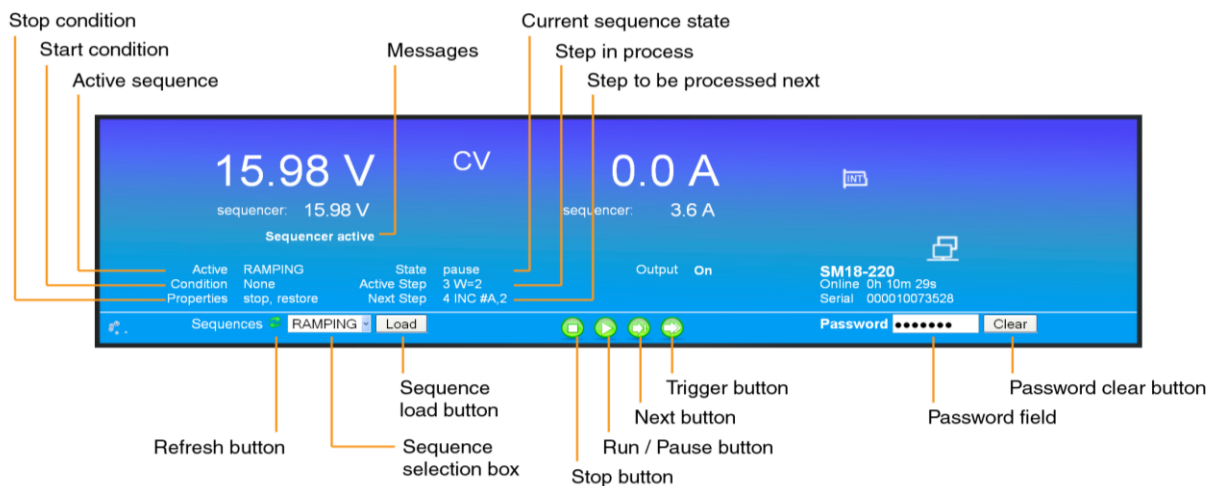 Stop condition
Current sequence state
Start condition
Messages
Step in process
Active sequence
Step to be processed next
15.98 V
CV
0.0 A
INT
sequencer: 15.98 V
sequencer: 3.6 A
Sequencer active
Active RAMPING State pause Output On SM18-220
Condition None Active Step 3 W=2 Online 0h 10m 29s
Properties stop, restore Next Step 4 INC #A,2 Serial 000010073528
Sequences RAMPING Load Password ●●●●●●● Clear
Sequence
load button
Trigger button
Password clear button
Next button
Password field
Refresh button
Sequence
selection box
Run / Pause button
Stop button